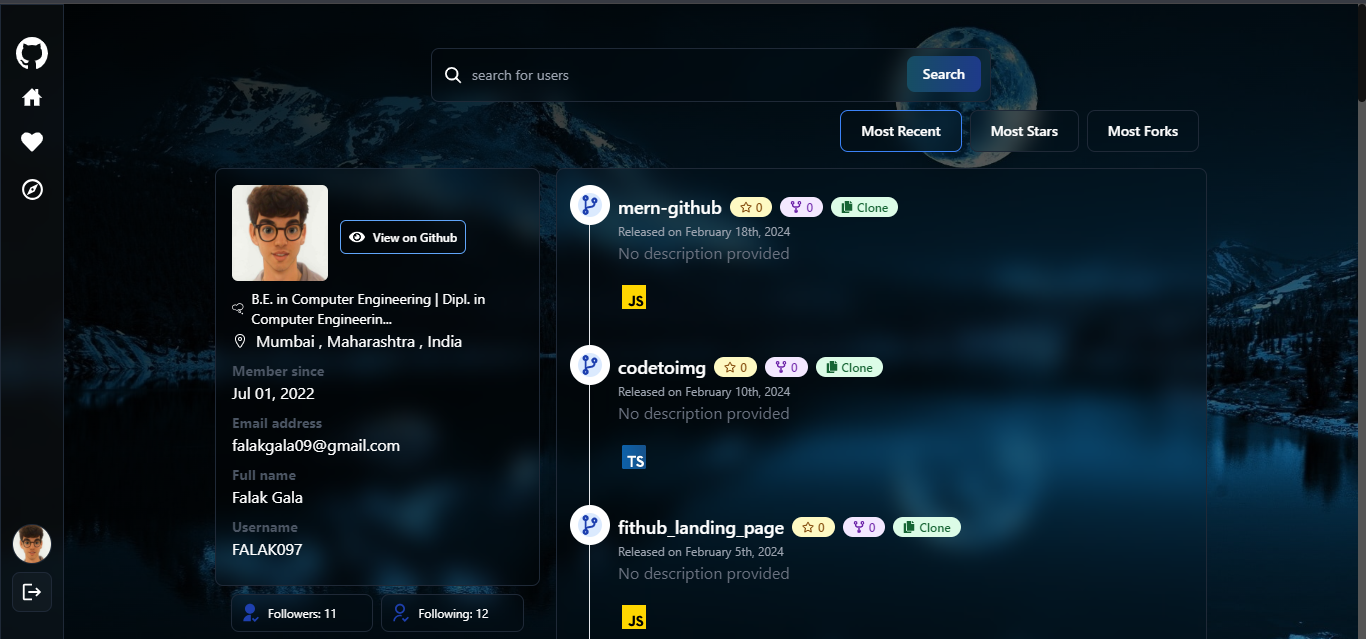 search for users
Search
Most Recent
Most Stars
Most Forks
View on Github
B.E. in Computer Engineering | Dipl. in
Computer Engineerin...
Mumbai , Maharashtra , India
Member since
Jul 01, 2022
Email address
falakgala09@gmail.com
Full name
Falak Gala
Username
FALAK097
Followers: 11
Following: 12
mern-github 0 0 Clone
Released on February 18th, 2024
No description provided
JS
codetoimg 0 0 Clone
Released on February 10th, 2024
No description provided
TS
fithub_landing_page 0 0 Clone
Released on February 5th, 2024
No description provided
JS